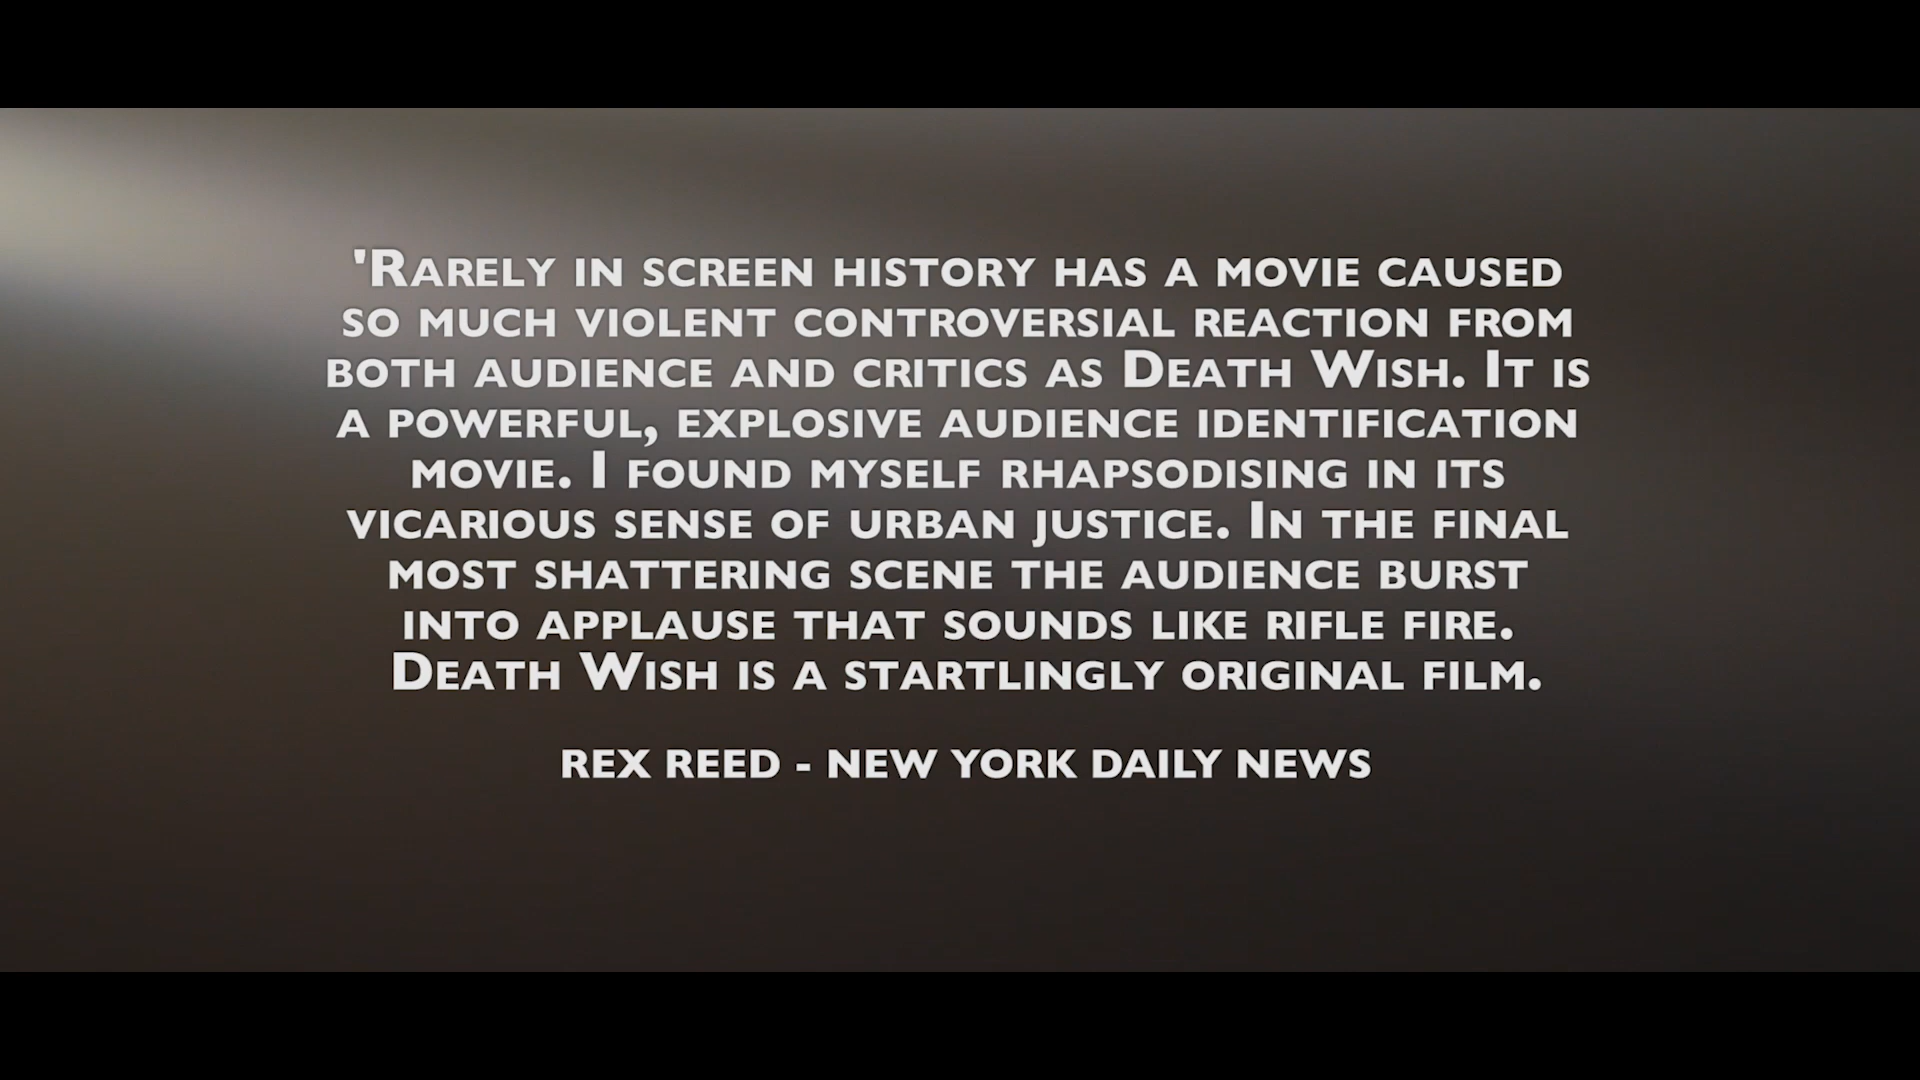 'Rarely in screen history has a movie caused
so much violent controversial reaction from
both audience and critics as Death Wish. It is
a powerful, explosive audience identification
movie. I found myself rhapsodising in its
vicarious sense of urban justice. In the final
most shattering scene the audience burst
into applause that sounds like rifle fire.
Death Wish is a startlingly original film.
REX REED - NEW YORK DAILY NEWS